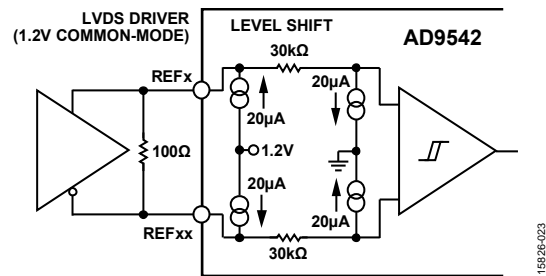 LVDS DRIVER
(1.2V COMMON-MODE)
LEVEL SHIFT
AD9542
30kΩ
REFx
20µA
20µA
100Ω
1.2V
20µA
20µA
REFxx
30kΩ
15826-023